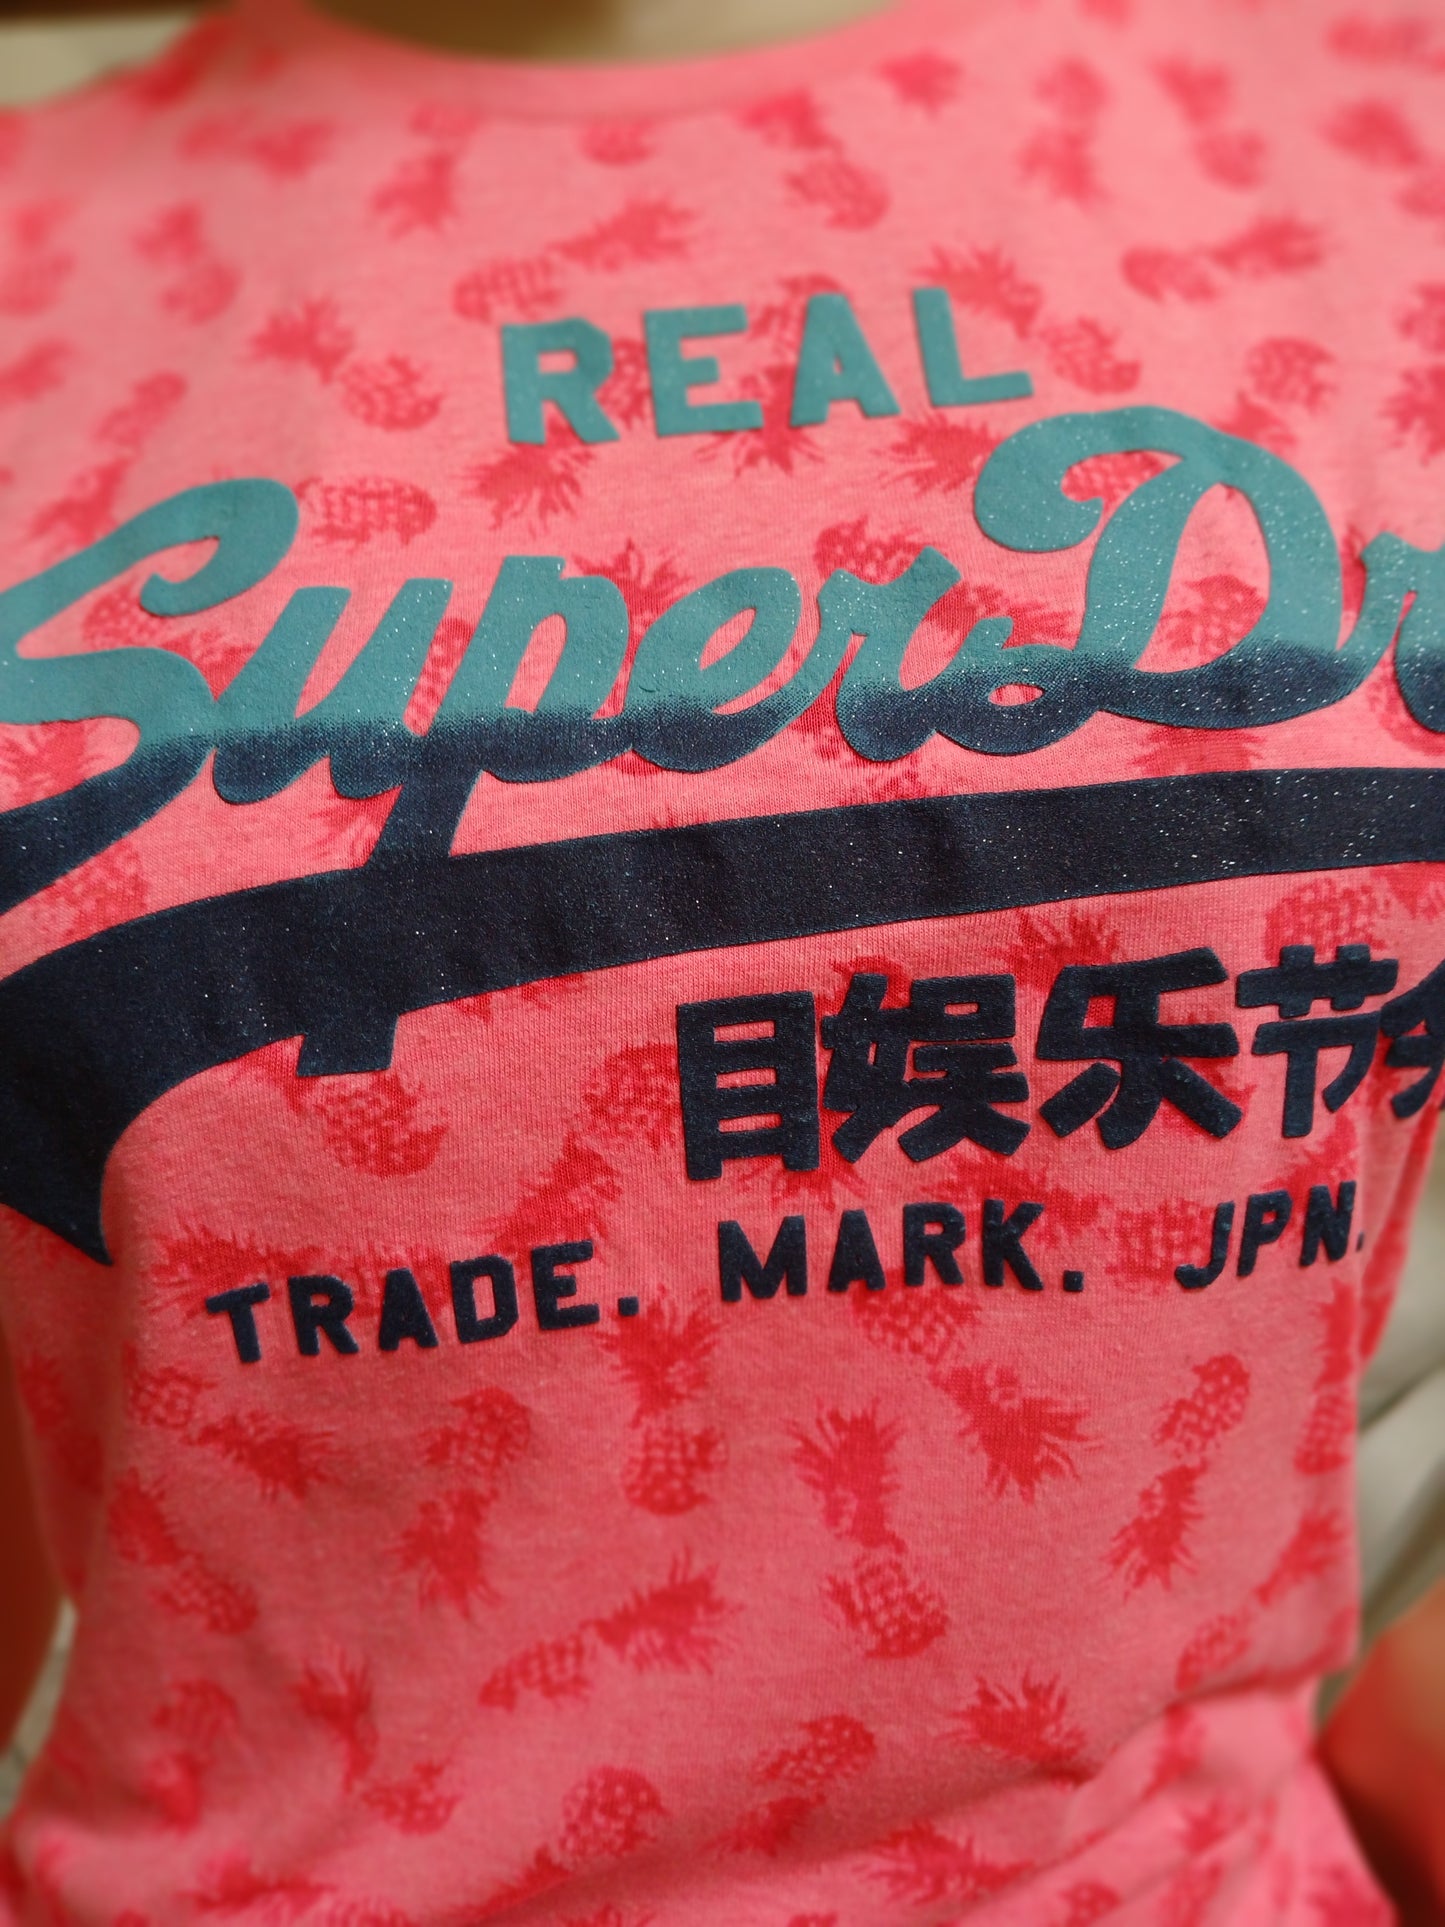 REAL
SuperDr
目娱乐节
TRADE. MARK. JPN.